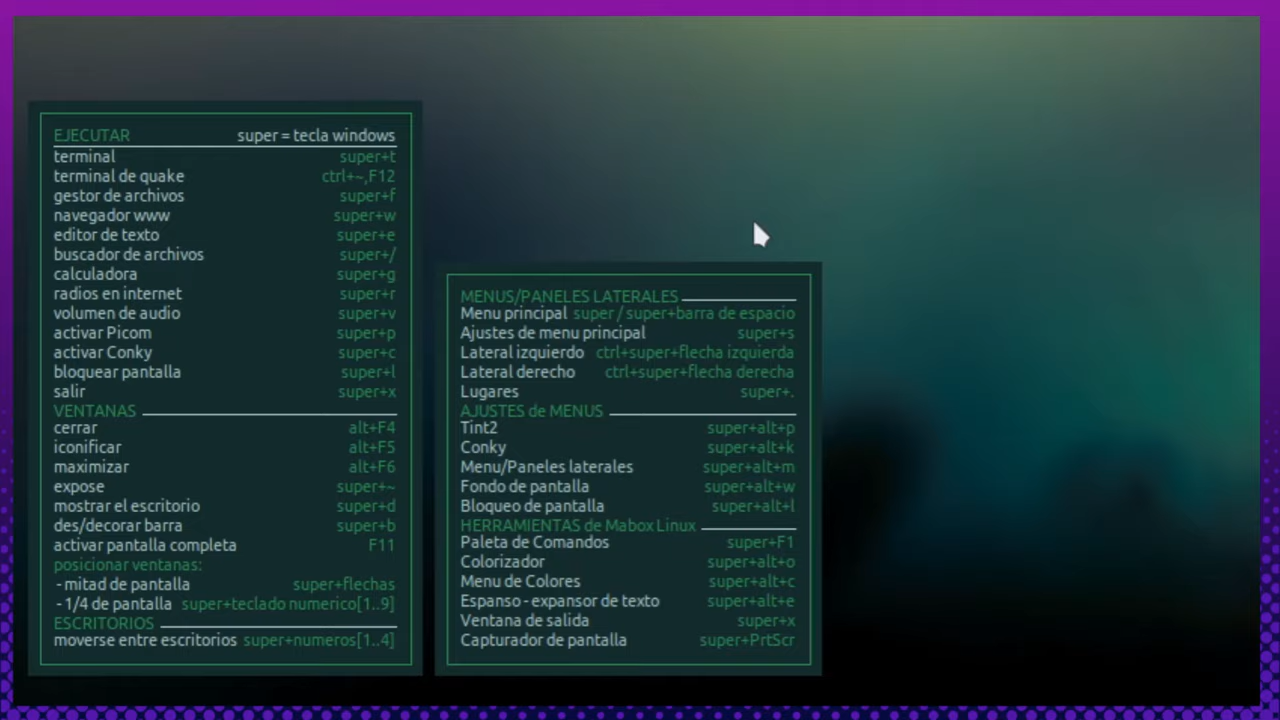 EJECUTAR super = tecla windows
terminal super+t
terminal de quake ctrl+~,F12
gestor de archivos super+f
navegador www super+w
editor de texto super+e
buscador de archivos super+/
calculadora super+g
radios en internet super+r
volumen de audio super+v
activar Picom super+p
activar Conky super+c
bloquear pantalla super+l
salir super+x
VENTANAS
cerrar alt+F4
iconificar alt+F5
maximizar alt+F6
expose super+~
mostrar el escritorio super+d
des/decorar barra super+b
activar pantalla completa F11
posicionar ventanas:
- mitad de pantalla super+flechas
- 1/4 de pantalla super+teclado numerico[1..9]
ESCRITORIOS
moverse entre escritorios super+numeros[1..4]
MENUS/PANELES LATERALES
Menu principal super / super+barra de espacio
Ajustes de menu principal super+s
Lateral izquierdo ctrl+super+flecha izquierda
Lateral derecho ctrl+super+flecha derecha
Lugares super+.
AJUSTES de MENUS
Tint2 super+alt+p
Conky super+alt+k
Menu/Paneles laterales super+alt+m
Fondo de pantalla super+alt+w
Bloqueo de pantalla super+alt+l
HERRAMIENTAS de Mabox Linux
Paleta de Comandos super+F1
Colorizador super+alt+o
Menu de Colores super+alt+c
Espanso - expansor de texto super+alt+e
Ventana de salida super+x
Capturador de pantalla super+PrtScr